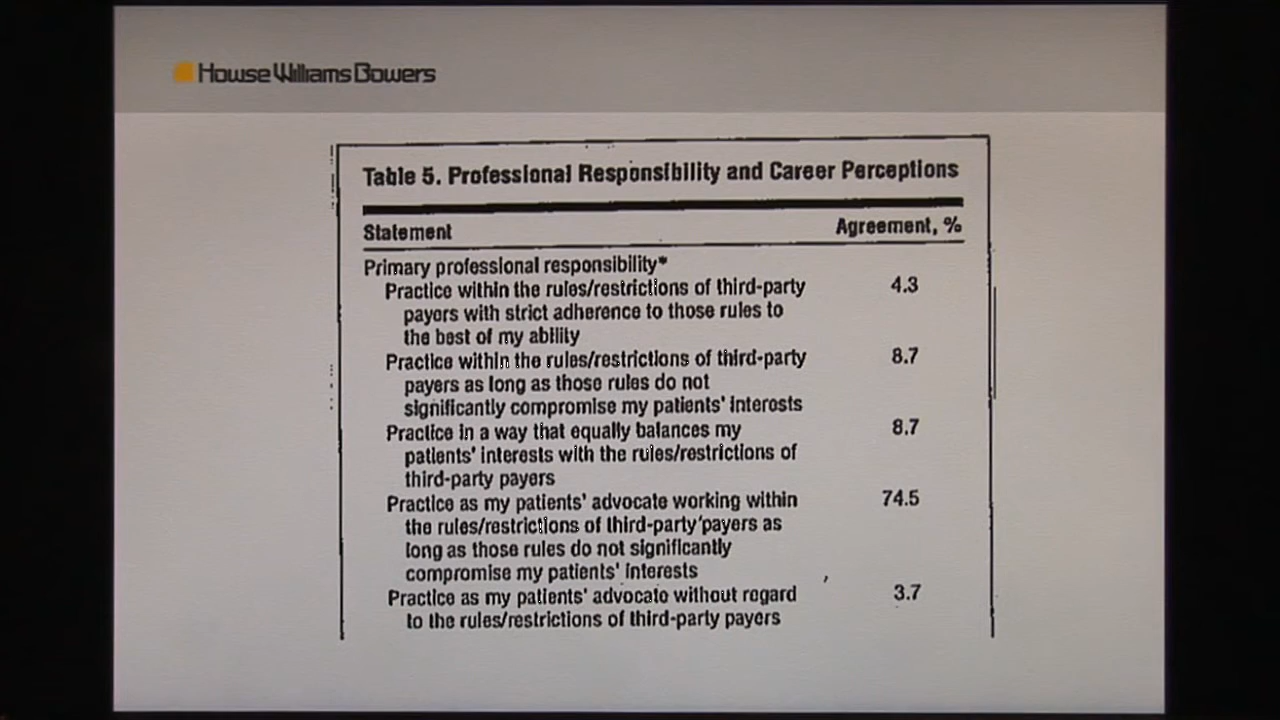 Howse Williams Bowers
Table 5. Professional Responsibility and Career Perceptions
Statement Agreement, %
Primary professional responsibility*
Practice within the rules/restrictions of third-party 4.3
payers with strict adherence to those rules to
the best of my ability
Practice within the rules/restrictions of third-party 8.7
payers as long as those rules do not
significantly compromise my patients' interests
Practice in a way that equally balances my 8.7
patients' interests with the rules/restrictions of
third-party payers
Practice as my patients' advocate working within 74.5
the rules/restrictions of third-party payers as
long as those rules do not significantly
compromise my patients' interests
Practice as my patients' advocate without regard 3.7
to the rules/restrictions of third-party payers